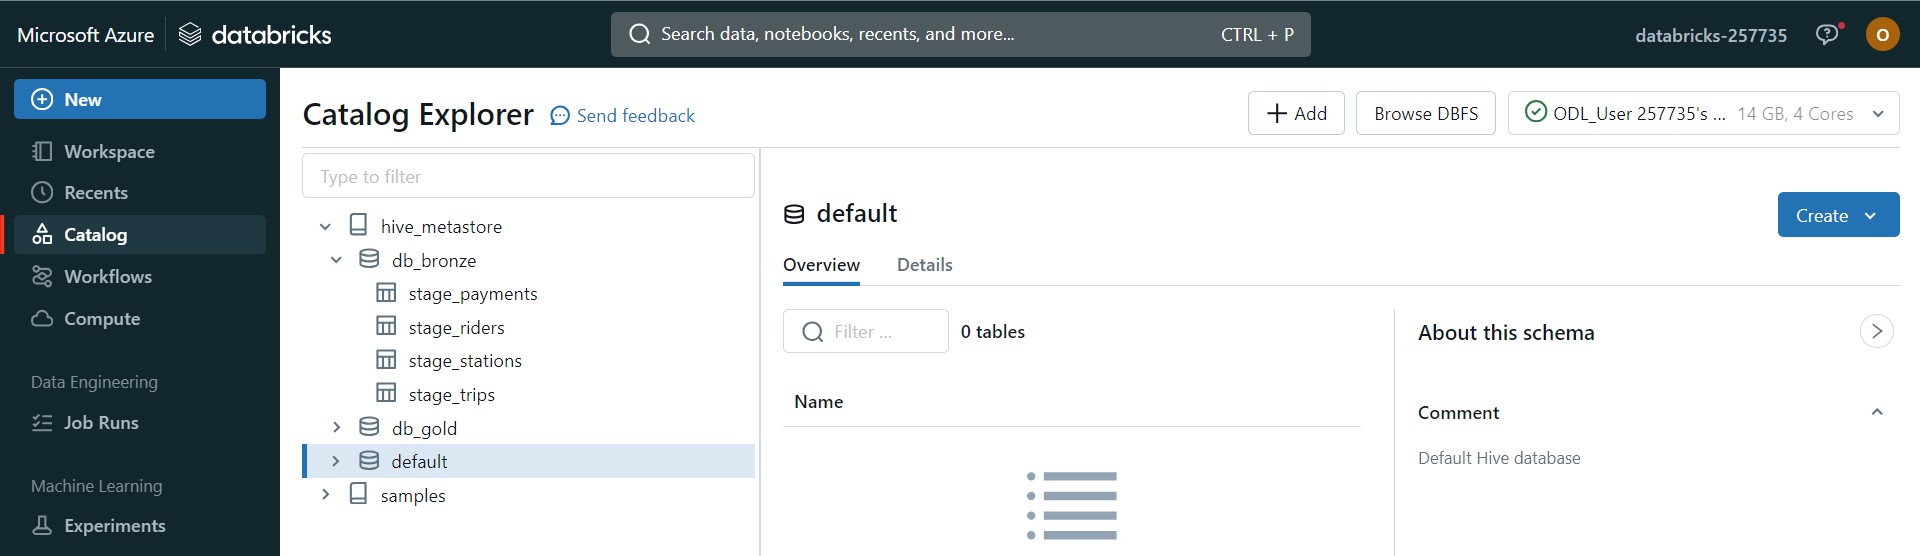 Microsoft Azure databricks
Search data, notebooks, recents, and more... CTRL + P
databricks-257735
O
New
Workspace
Recents
Catalog
Workflows
Compute
Data Engineering
Job Runs
Machine Learning
Experiments
Catalog Explorer Send feedback
Add Browse DBFS ODL_User 257735's ... 14 GB, 4 Cores
Type to filter
hive_metastore
db_bronze
stage_payments
stage_riders
stage_stations
stage_trips
db_gold
default
samples
default
Create
Overview Details
Filter ... 0 tables
Name
About this schema
Comment
Default Hive database